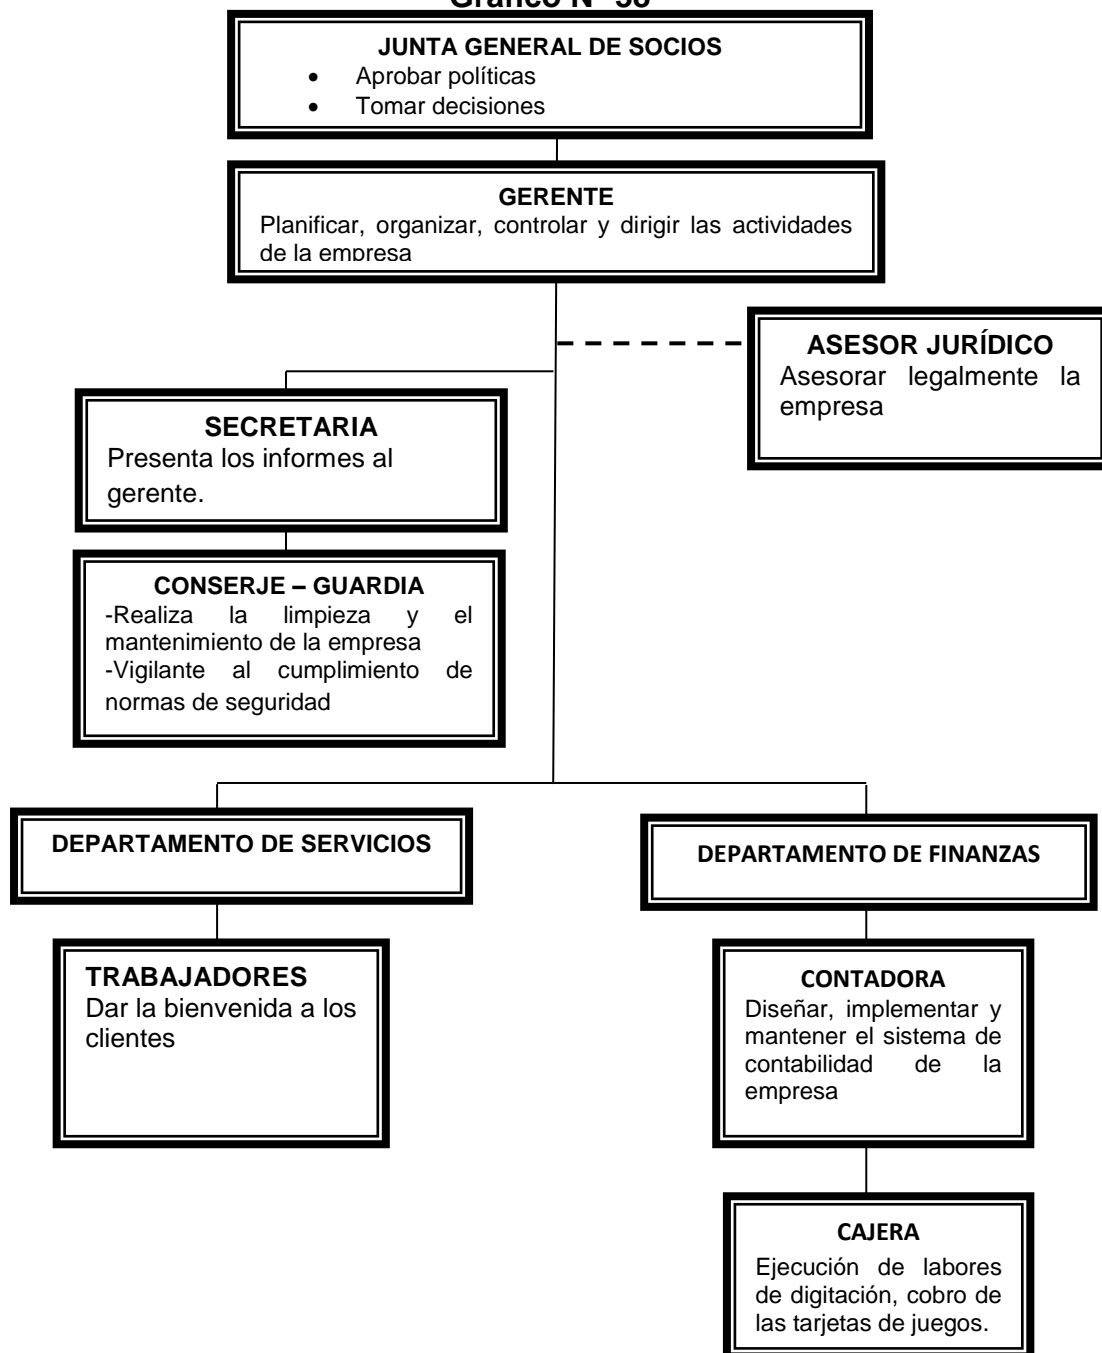 Gráfico N° 38
JUNTA GENERAL DE SOCIOS
• Aprobar políticas
• Tomar decisiones
GERENTE
Planificar, organizar, controlar y dirigir las actividades
de la empresa
ASESOR JURÍDICO
Asesorar legalmente la
empresa
SECRETARIA
Presenta los informes al
gerente.
CONSERJE – GUARDIA
-Realiza la limpieza y el
mantenimiento de la empresa
-Vigilante al cumplimiento de
normas de seguridad
DEPARTAMENTO DE SERVICIOS
DEPARTAMENTO DE FINANZAS
TRABAJADORES
Dar la bienvenida a los
clientes
CONTADORA
Diseñar, implementar y
mantener el sistema de
contabilidad de la
empresa
CAJERA
Ejecución de labores
de digitación, cobro de
las tarjetas de juegos.